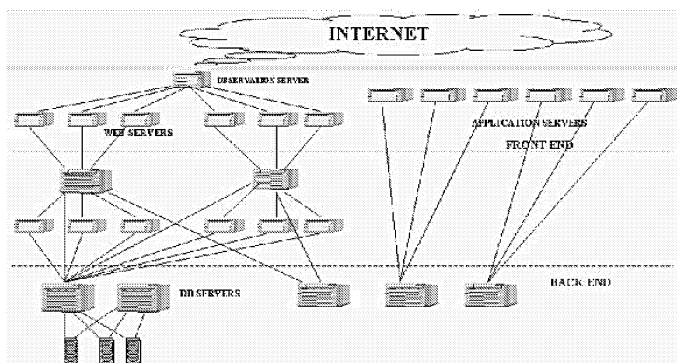 INTERNET
OBSERVATION SERVER
WEB SERVERS
APPLICATION SERVERS
FRONT END
BACK END
DB SERVERS